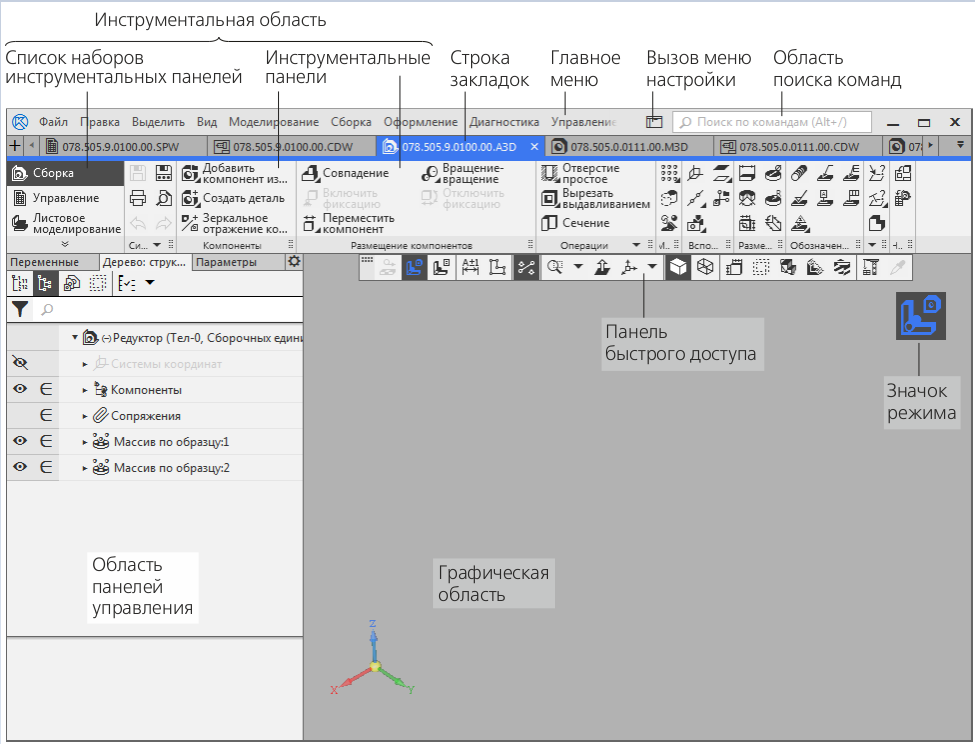 Инструментальная область
Список наборов
инструментальных панелей
Инструментальные
панели
Строка
закладок
Главное
меню
Вызов меню
настройки
Область
поиска команд
Файл Правка Выделить Вид Моделирование Сборка Оформление Диагностика Управление
Поиск по командам (Alt+/)
078.505.9.0100.00.SPW
078.505.9.0100.00.CDW
078.505.9.0100.00.A3D
078.505.0.0111.00.M3D
078.505.0.0111.00.CDW
Сборка
Управление
Листовое
моделирование
Си...
Добавить
компонент из...
Создать деталь
Зеркальное
отражение ко...
Компоненты
Совпадение
Включить
фиксацию
Переместить
компонент
Вращение-
вращение
Отключить
фиксацию
Размещение компонентов
Отверстие
простое
Вырезать
выдавливанием
Сечение
Операции
Вспо...
Разме...
Обозначен...
Переменные
Дерево: струк...
Параметры
(-)Редуктор (Тел-0, Сборочных един
Системы координат
Компоненты
Сопряжения
Массив по образцу:1
Массив по образцу:2
Панель
быстрого доступа
Значок
режима
Область
панелей
управления
Графическая
область
Z
X
Y